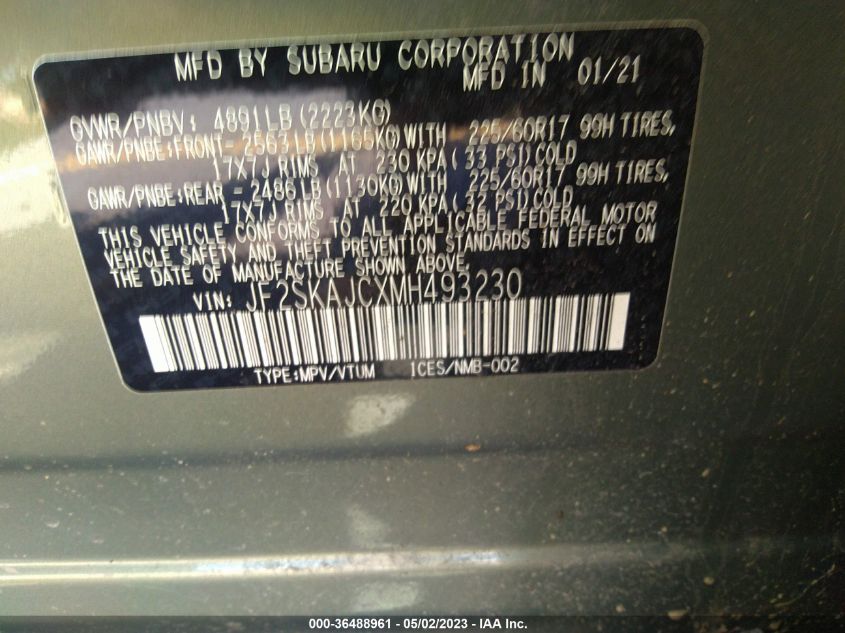 MFD BY SUBARU CORPORATION
MFD IN 01/21
GVWR/PNBV: 4891LB (2223KG)
GAWR/PNBE:FRONT- 2563LB (1165KG) WITH 225/60R17 99H TIRES,
17X7J RIMS AT 230 KPA( 33 PSI)COLD
GAWR/PNBE:REAR - 2486LB (1130KG) WITH 225/60R17 99H TIRES,
17X7J RIMS AT 220 KPA( 32 PSI)COLD
THIS VEHICLE CONFORMS TO ALL APPLICABLE FEDERAL MOTOR
VEHICLE SAFETY AND THEFT PREVENTION STANDARDS IN EFFECT ON
THE DATE OF MANUFACTURE SHOWN ABOVE.
VIN: JF2SKAJCXMH493230
TYPE:MPV/VTUM 1CES/NMB-002
000-36488961 - 05/02/2023 - IAA Inc.